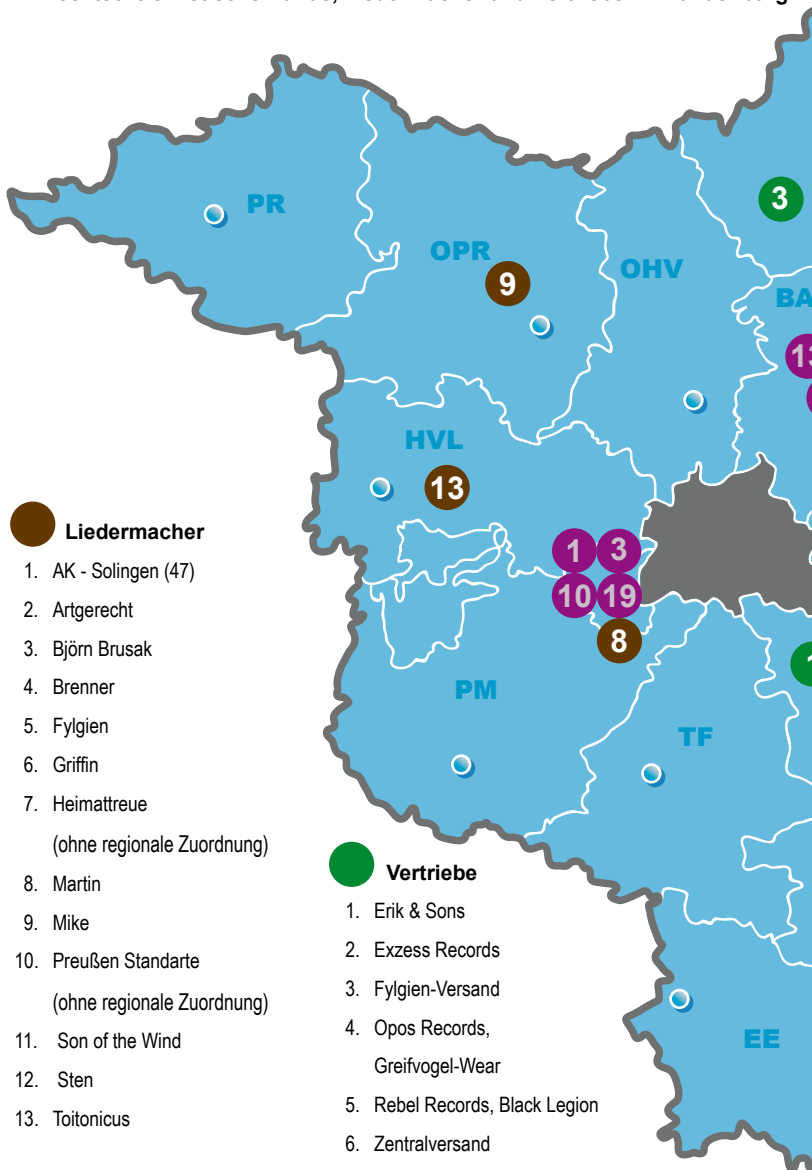 PR
OPR
OHV
3
9
BA
13
HVL
13
1 3
10 19
8
PM
TF
EE
Liedermacher
1. AK - Solingen (47)
2. Artgerecht
3. Björn Brusak
4. Brenner
5. Fylgien
6. Griffin
7. Heimattreue
(ohne regionale Zuordnung)
8. Martin
9. Mike
10. Preußen Standarte
(ohne regionale Zuordnung)
11. Son of the Wind
12. Sten
13. Toitonicus
Vertriebe
1. Erik & Sons
2. Exzess Records
3. Fylgien-Versand
4. Opos Records,
Greifvogel-Wear
5. Rebel Records, Black Legion
6. Zentralversand